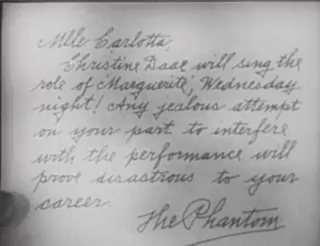 Mlle Carlotta,
Christine Daae will sing the
role of 'Marguerite', Wednesday
night! Any jealous attempt
on your part to interfere
with the performance will
prove disastrous to your
career.
The Phantom